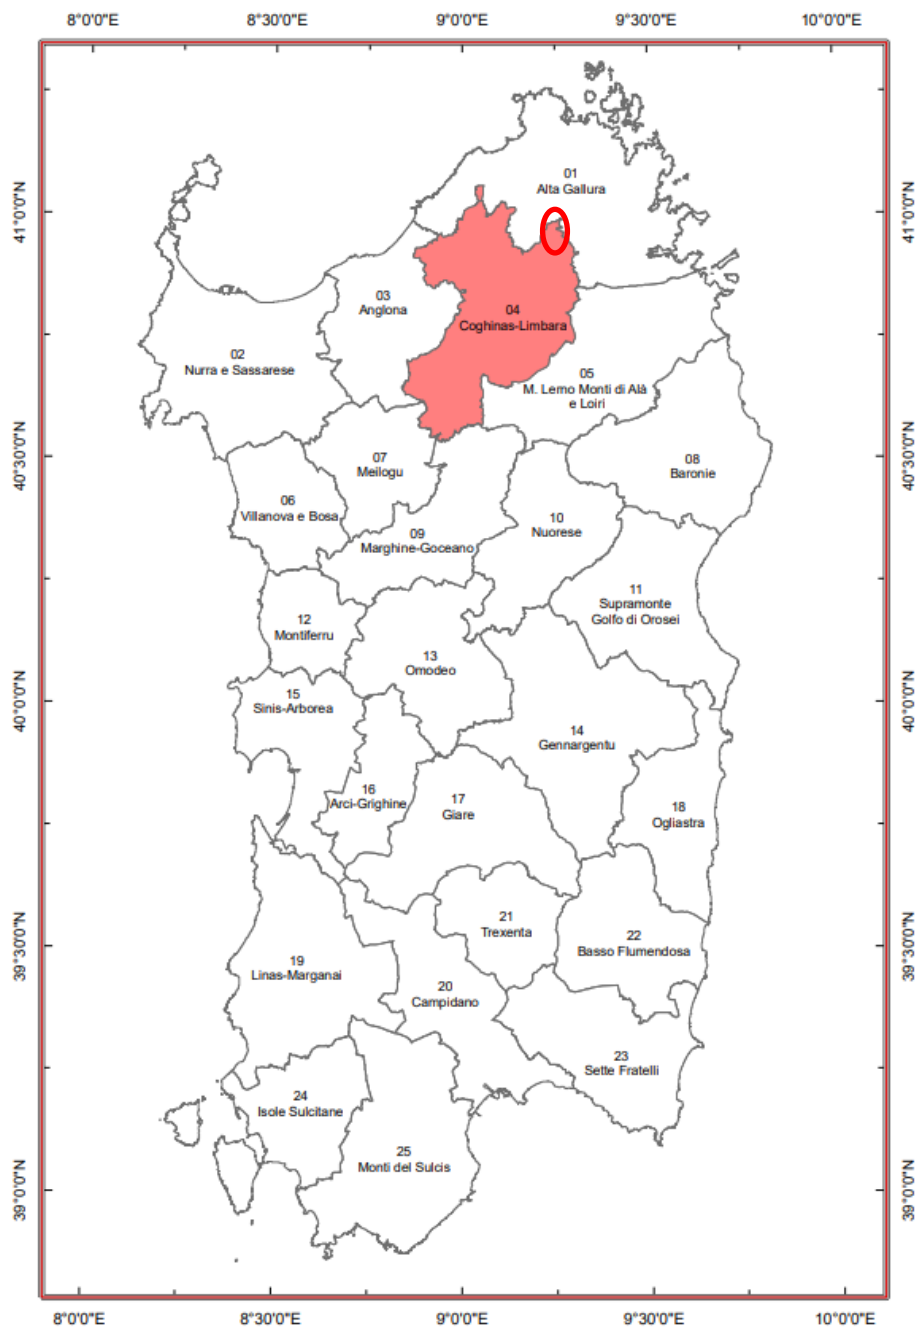 8°0'0"E 8°30'0"E 9°0'0"E 9°30'0"E 10°0'0"E
41°0'0"N
41°0'0"N
01
Alta Gallura
03
Anglona
04
Coghinas-Limbara
02
Nurra e Sassarese
05
M. Lerno Monti di Alà
e Loiri
40°30'0"N
40°30'0"N
07
Meilogu
08
Baronie
06
Villanova e Bosa
10
Nuorese
09
Marghine-Goceano
11
Supramonte
Golfo di Orosei
12
Montiferru
13
Omodeo
40°0'0"N
40°0'0"N
15
Sinis-Arborea
14
Gennargentu
16
Arci-Grighine
17
Giare
18
Ogliastra
21
Trexenta
22
Basso Flumendosa
39°30'0"N
39°30'0"N
19
Linas-Marganai
20
Campidano
23
Sette Fratelli
24
Isole Sulcitane
25
Monti del Sulcis
39°0'0"N
39°0'0"N
8°0'0"E 8°30'0"E 9°0'0"E 9°30'0"E 10°0'0"E